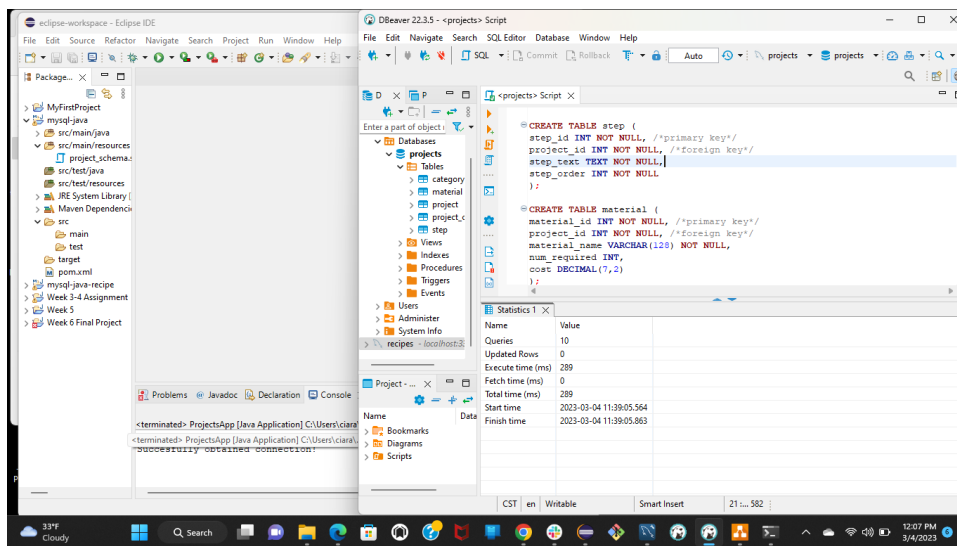 eclipse-workspace - Eclipse IDE
File Edit Source Refactor Navigate Search Project Run Window Help
Package...
MyFirstProject
mysql-java
src/main/java
src/main/resources
project_schema.s
src/test/java
src/test/resources
JRE System Library [
Maven Dependencie
src
main
test
target
pom.xml
mysql-java-recipe
Week 3-4 Assignment
Week 5
Week 6 Final Project
Problems Javadoc Declaration Console
<terminated> ProjectsApp [Java Application] C:\Users\ciara\
<terminated> ProjectsApp [Java Application] C:\Users\ciara\
Succesfully obtained connection!
DBeaver 22.3.5 - <projects> Script
File Edit Navigate Search SQL Editor Database Window Help
SQL Commit Rollback Auto projects projects
D P
Enter a part of object
Databases
projects
Tables
category
material
project
project_c
step
Views
Indexes
Procedures
Triggers
Events
Users
Administer
System Info
recipes - localhost:3
Project - ...
Name Data
Bookmarks
Diagrams
Scripts
<projects> Script
CREATE TABLE step (
step_id INT NOT NULL, /*primary key*/
project_id INT NOT NULL, /*foreign key*/
step_text TEXT NOT NULL,
step_order INT NOT NULL
);
CREATE TABLE material (
material_id INT NOT NULL, /*primary key*/
project_id INT NOT NULL, /*foreign key*/
material_name VARCHAR(128) NOT NULL,
num_required INT,
cost DECIMAL(7,2)
);
Statistics 1
Name Value
Queries 10
Updated Rows 0
Execute time (ms) 289
Fetch time (ms) 0
Total time (ms) 289
Start time 2023-03-04 11:39:05.564
Finish time 2023-03-04 11:39:05.863
CST en Writable Smart Insert 21 :... 582
33°F
Cloudy
Search
12:07 PM
3/4/2023
6